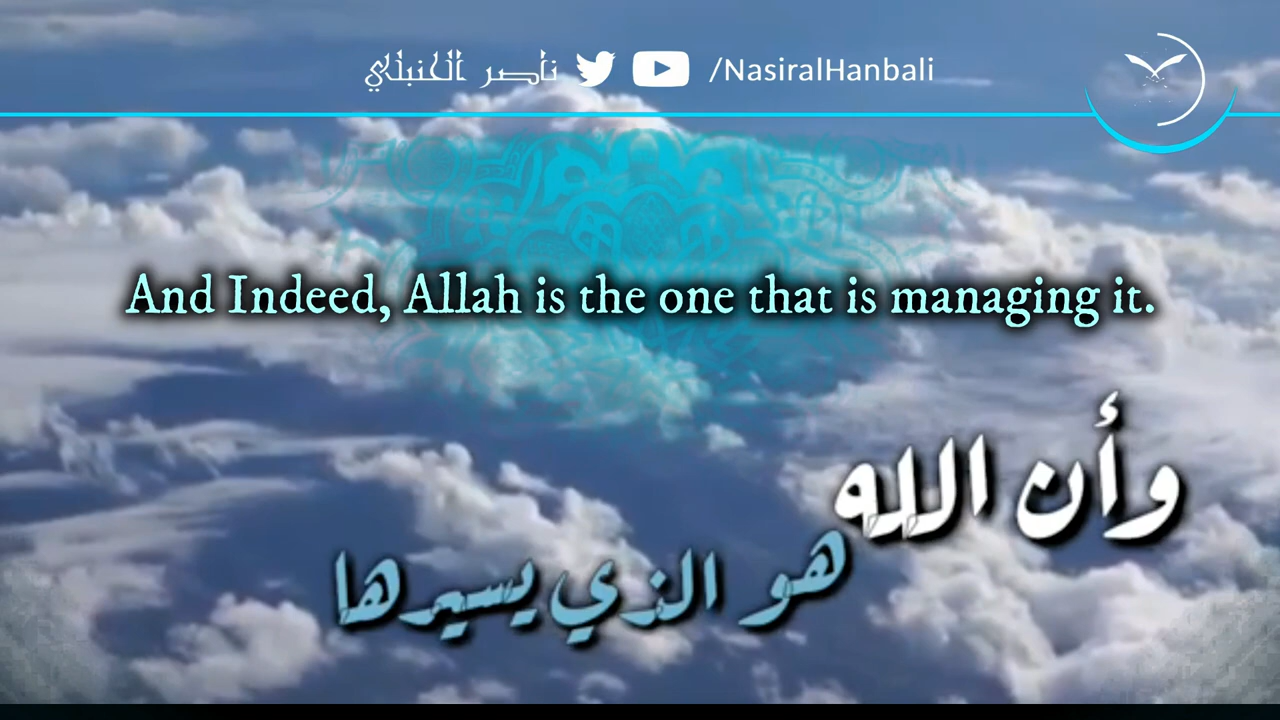 ناصر الحنبلي /NasiralHanbali
And Indeed, Allah is the one that is managing it.
وأن الله
هو الذي يسيرها